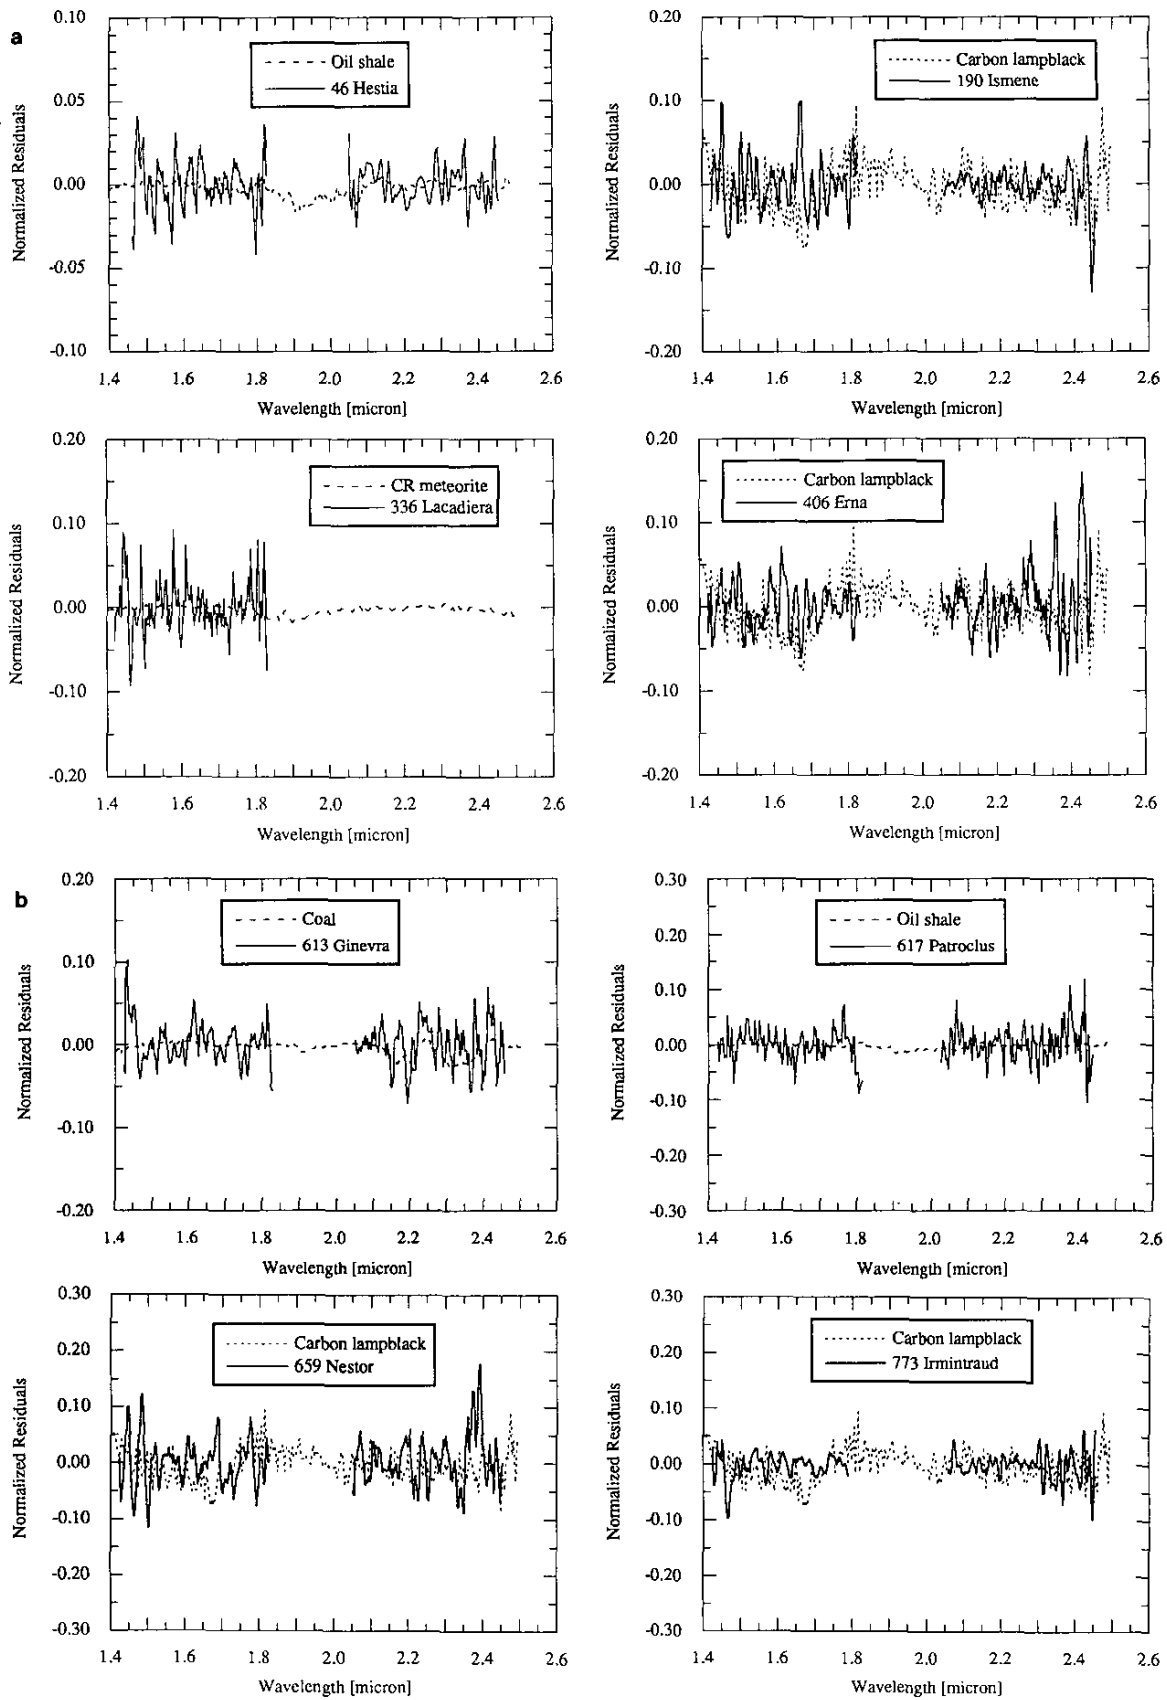 a
0.10
0.05
0.00
-0.05
-0.10
Normalized Residuals
Oil shale
46 Hestia
1.4 1.6 1.8 2.0 2.2 2.4 2.6
Wavelength [micron]
0.20
0.10
0.00
-0.10
-0.20
Normalized Residuals
Carbon lampblack
190 Ismene
1.4 1.6 1.8 2.0 2.2 2.4 2.6
Wavelength [micron]
0.20
0.10
0.00
-0.10
-0.20
Normalized Residuals
CR meteorite
336 Lacadiera
1.4 1.6 1.8 2.0 2.2 2.4 2.6
Wavelength [micron]
0.20
0.10
0.00
-0.10
-0.20
Normalized Residuals
Carbon lampblack
406 Erna
1.4 1.6 1.8 2.0 2.2 2.4 2.6
Wavelength [micron]
b
0.20
0.10
0.00
-0.10
-0.20
Normalized Residuals
Coal
613 Ginevra
1.4 1.6 1.8 2.0 2.2 2.4 2.6
Wavelength [micron]
0.30
0.20
0.10
0.00
-0.10
-0.20
-0.30
Normalized Residuals
Oil shale
617 Patroclus
1.4 1.6 1.8 2.0 2.2 2.4 2.6
Wavelength [micron]
0.30
0.20
0.10
0.00
-0.10
-0.20
-0.30
Normalized Residuals
Carbon lampblack
659 Nestor
1.4 1.6 1.8 2.0 2.2 2.4 2.6
Wavelength [micron]
0.30
0.20
0.10
0.00
-0.10
-0.20
-0.30
Normalized Residuals
Carbon lampblack
773 Irmintraud
1.4 1.6 1.8 2.0 2.2 2.4 2.6
Wavelength [micron]